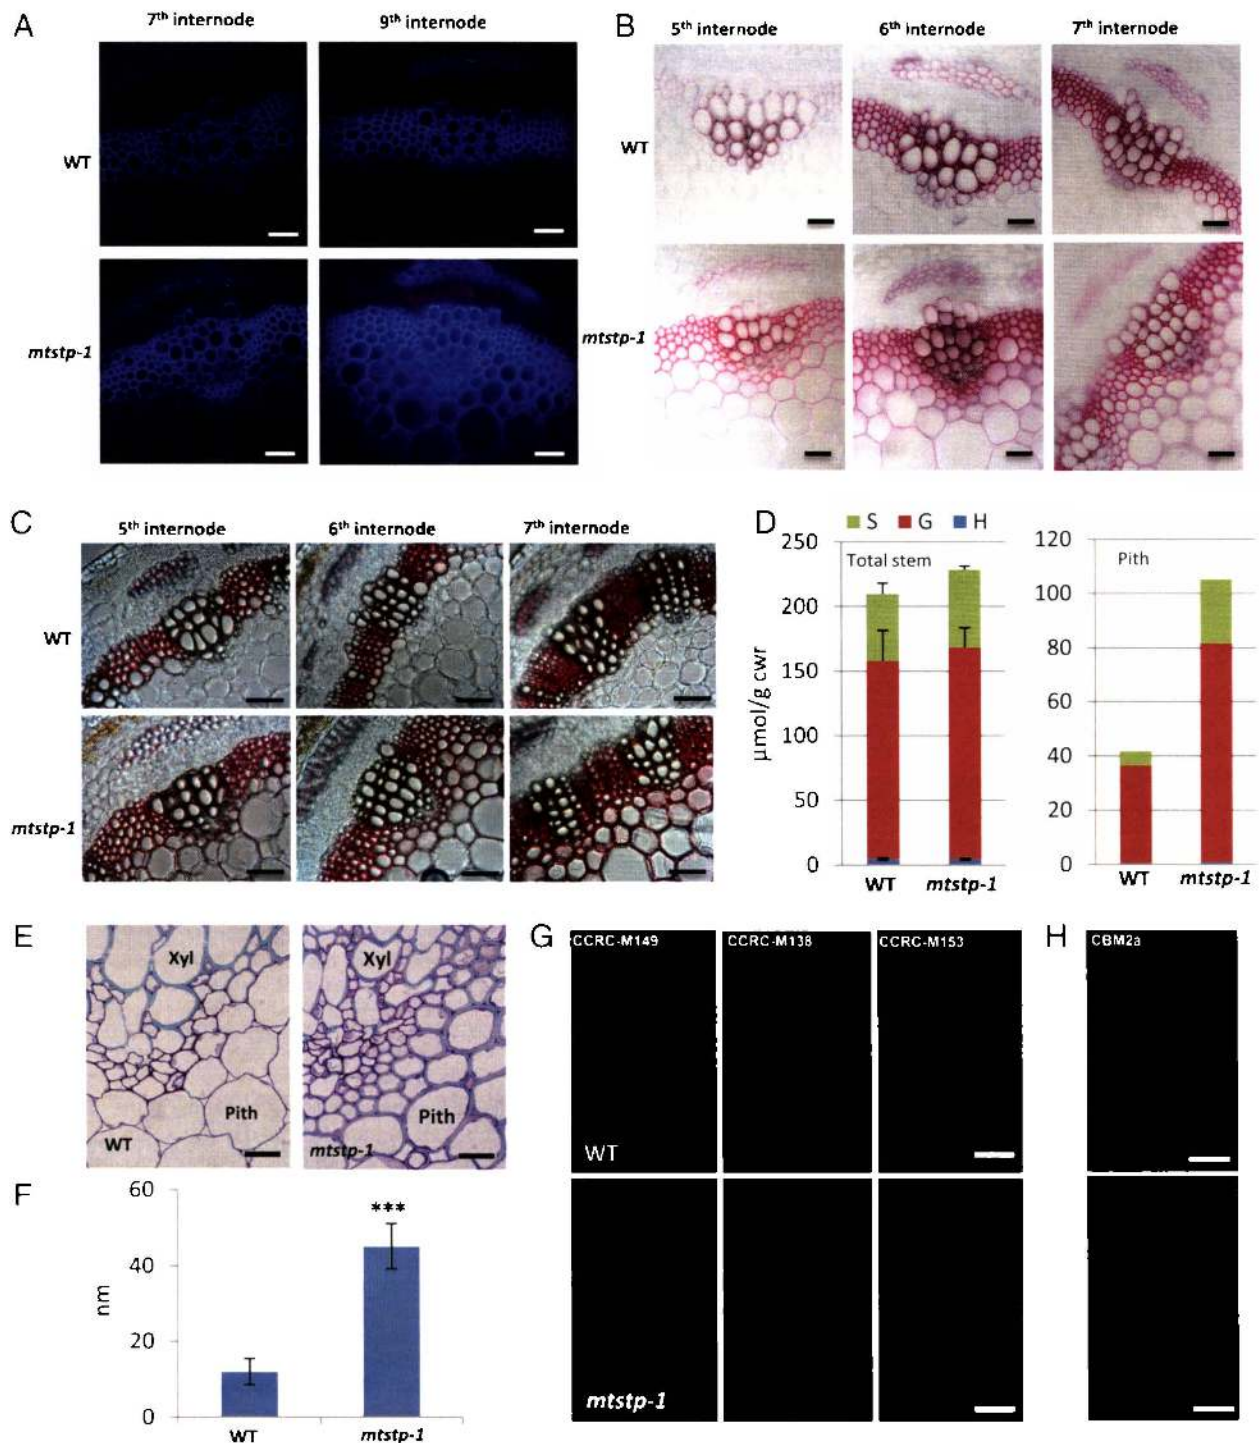 A
7th internode
9th internode
WT
mtstp-1
B
5th internode
6th internode
7th internode
WT
mtstp-1
C
5th internode
6th internode
7th internode
WT
mtstp-1
D
S G H
Total stem
µmol/g cwr
250
200
150
100
50
0
WT mtstp-1
Pith
120
100
80
60
40
20
0
WT mtstp-1
E
Xyl
Pith
WT
Xyl
Pith
mtstp-1
F
nm
60
***
40
20
0
WT mtstp-1
G
CCRC-M149
CCRC-M138
CCRC-M153
WT
mtstp-1
H
CBM2a